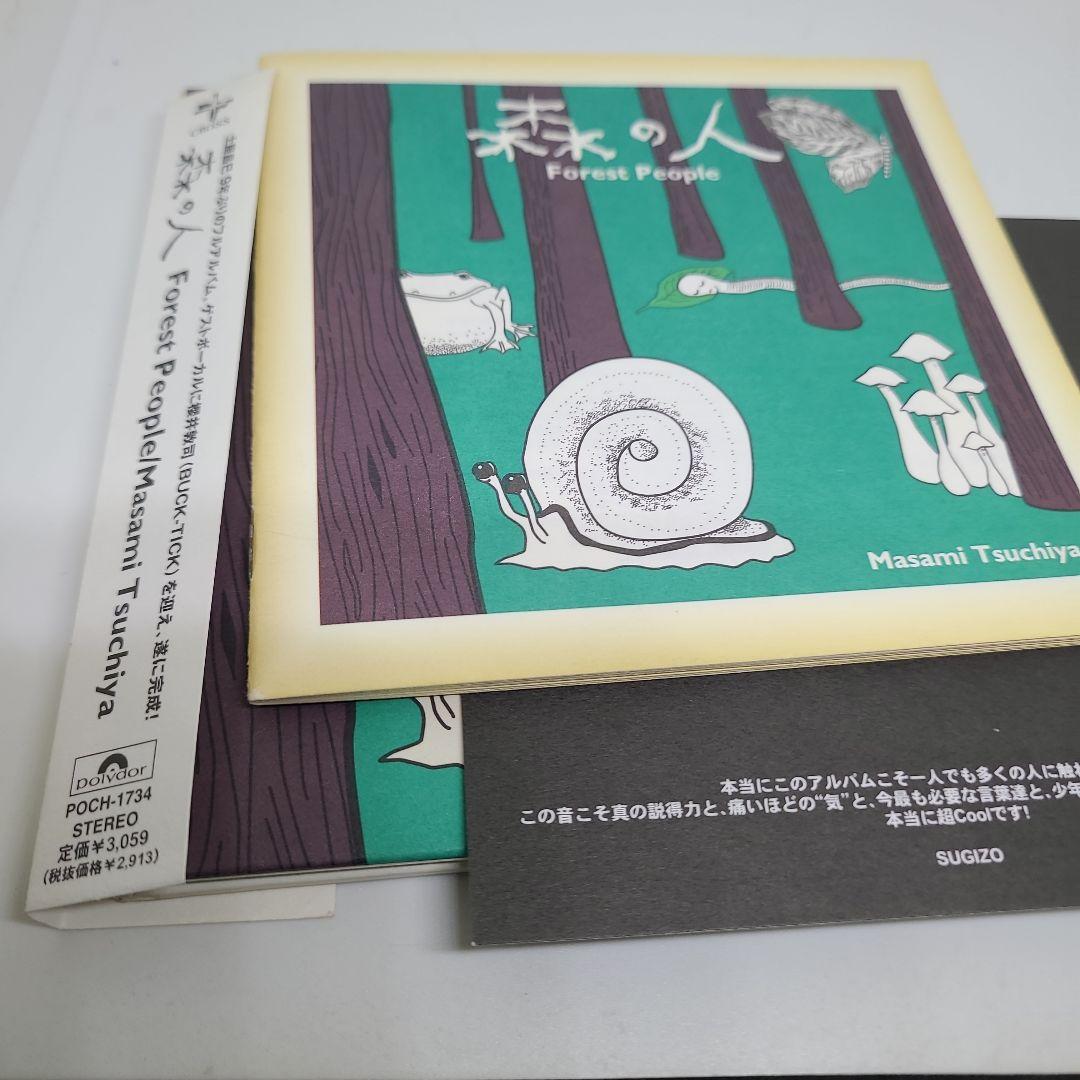 CROSS
森の人 Forest People/Masami Tsuchiya
土屋昌巳9年ぶりのフルアルバム、ゲストボーカルに櫻井敦司(BUCK-TICK)を迎え、遂に完成!
polydor
POCH-1734
STEREO
定価¥3,059
(税抜価格¥2,913)
森の人
Forest People
Masami Tsuchiya
本当にこのアルバムこそ一人でも多くの人に触れ
この音こそ真の説得力と、痛いほどの“気”と、今最も必要な言葉達と、少年
本当に超Coolです!
SUGIZO